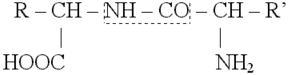 R – CH – NH – CO – CH – R’
HOOC NH₂